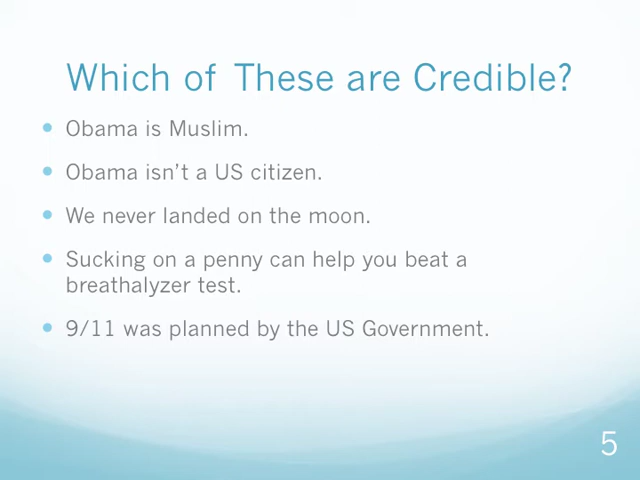 Which of These are Credible?
• Obama is Muslim.
• Obama isn’t a US citizen.
• We never landed on the moon.
• Sucking on a penny can help you beat a
breathalyzer test.
• 9/11 was planned by the US Government.
5